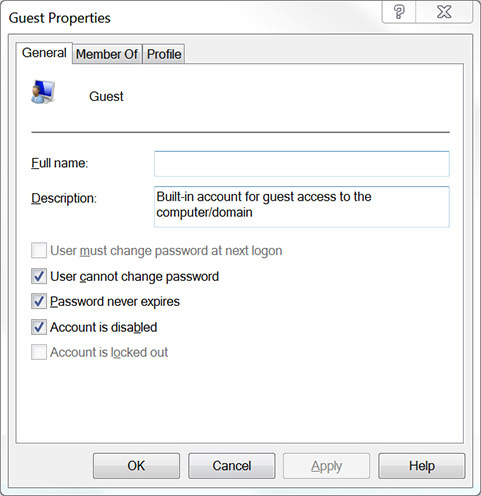 Guest Properties
?
General Member Of Profile
Guest
Full name:
Description: Built-in account for guest access to the
computer/domain
User must change password at next logon
User cannot change password
Password never expires
Account is disabled
Account is locked out
OK Cancel Apply Help